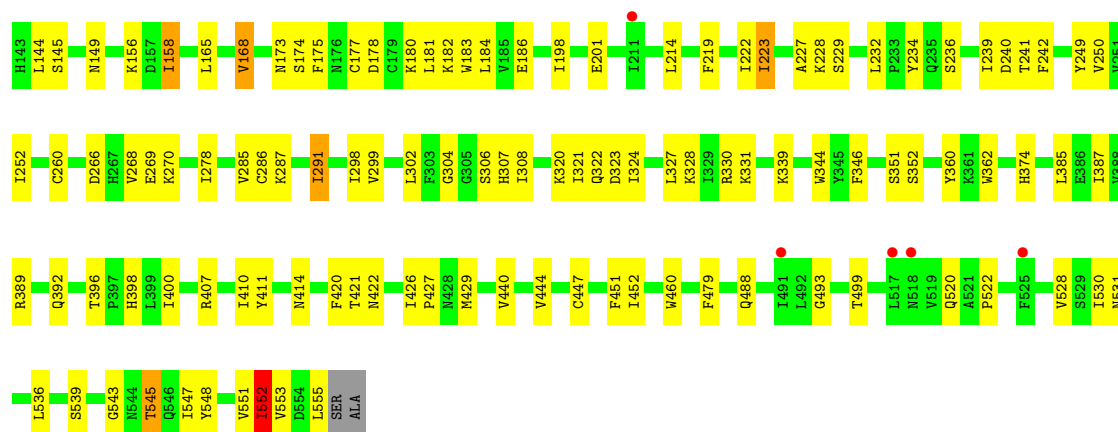 H143 L144 S145 N149 K156 D157 I158 L165 V168 N173 S174 F175 N176 C177 D178 C179 K180 L181 K182 W183 L184 V185 E186 I198 E201 I211 L214 F219 I222 I223 A227 K228 S229 L232 P233 Y234 Q235 S236 I239 D240 T241 F242 Y249 V250 V251
I252 C260 D266 H267 V268 E269 K270 I278 V285 C286 K287 I291 I298 V299 L302 F303 G304 G305 S306 H307 I308 K320 I321 Q322 D323 I324 L327 K328 I329 R330 K331 K339 W344 Y345 F346 S351 S352 Y360 K361 W362 H374 L385 E386 I387 V388
R389 Q392 T396 P397 H398 L399 I400 R407 I410 Y411 N414 F420 T421 N422 I426 P427 N428 M429 V440 V444 C447 F451 I452 W460 F479 Q488 I491 L492 G493 T499 L517 N518 V519 Q520 A521 P522 F525 V528 S529 I530 N531
L536 S539 G543 N544 T545 Q546 I547 Y548 V551 I552 V553 D554 L555 SER ALA